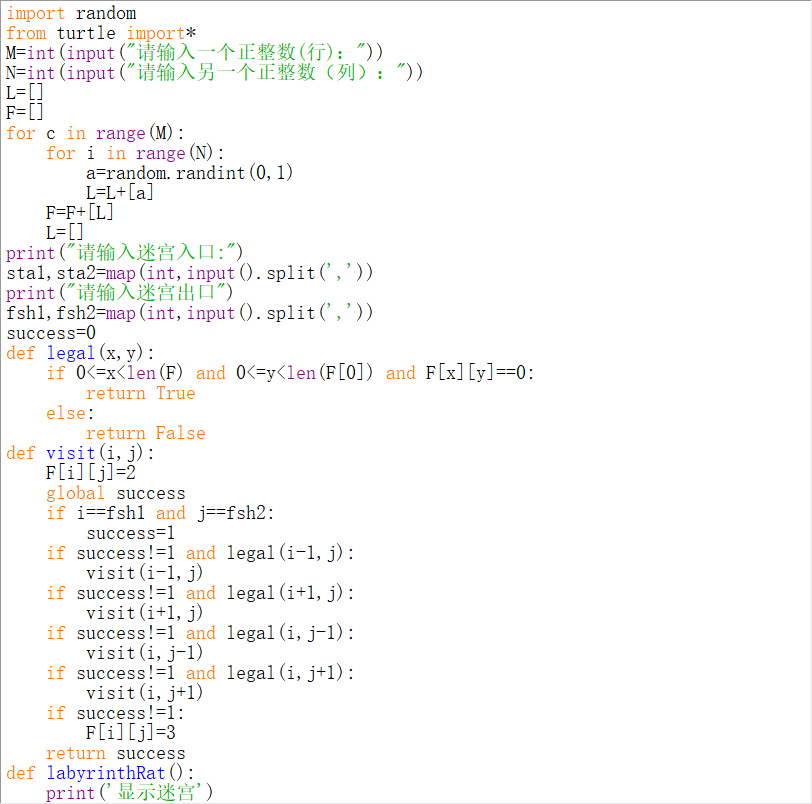 import random
from turtle import*
M=int(input("请输入一个正整数(行)："))
N=int(input("请输入另一个正整数（列）："))
L=[]
F=[]
for c in range(M):
    for i in range(N):
        a=random.randint(0,1)
        L=L+[a]
    F=F+[L]
    L=[]
print("请输入迷宫入口:")
sta1,sta2=map(int,input().split(','))
print("请输入迷宫出口")
fsh1,fsh2=map(int,input().split(','))
success=0
def legal(x,y):
    if 0<=x<len(F) and 0<=y<len(F[0]) and F[x][y]==0:
        return True
    else:
        return False
def visit(i,j):
    F[i][j]=2
    global success
    if i==fsh1 and j==fsh2:
        success=1
    if success!=1 and legal(i-1,j):
        visit(i-1,j)
    if success!=1 and legal(i+1,j):
        visit(i+1,j)
    if success!=1 and legal(i,j-1):
        visit(i,j-1)
    if success!=1 and legal(i,j+1):
        visit(i,j+1)
    if success!=1:
        F[i][j]=3
    return success
def labyrinthRat():
    print('显示迷宫')